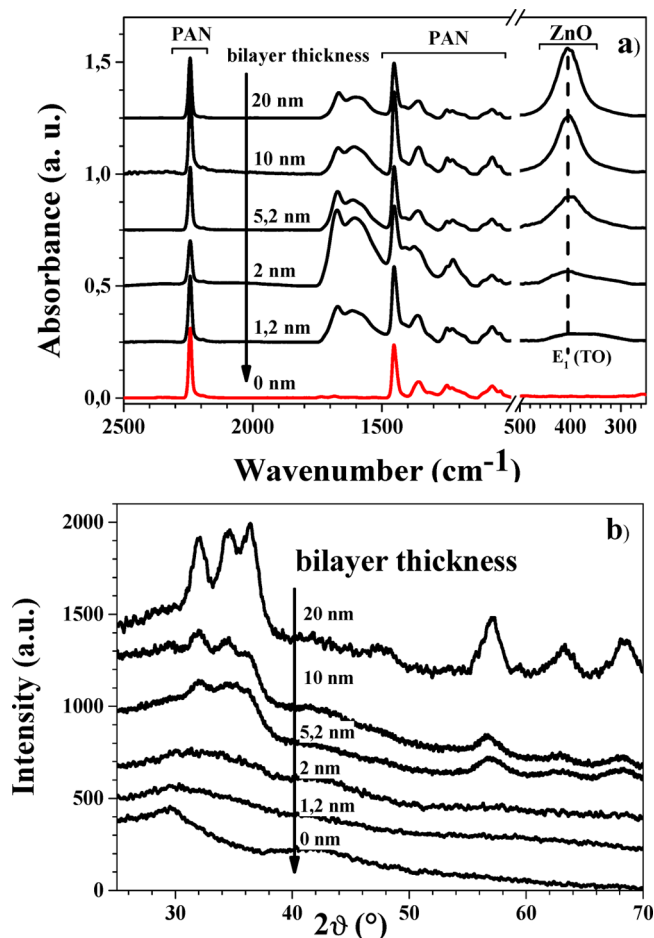 PAN
PAN
ZnO
a)
bilayer thickness
20 nm
10 nm
5,2 nm
2 nm
1,2 nm
0 nm
E1 (TO)
1,5
1,0
0,5
0,0
Absorbance (a. u.)
2500 2000 1500 500 400 300
Wavenumber (cm-1)
b)
bilayer thickness
20 nm
10 nm
5,2 nm
2 nm
1,2 nm
0 nm
2000
1500
1000
500
0
Intensity (a.u.)
30 40 50 60 70
2ϑ (°)